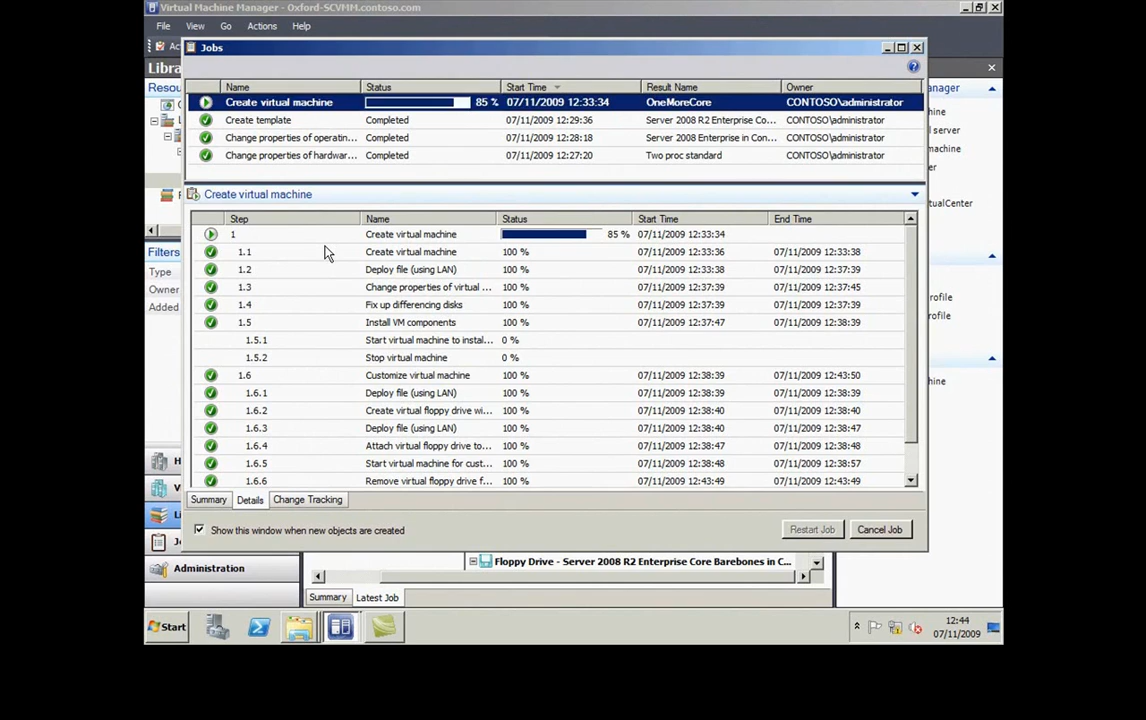 Virtual Machine Manager - Oxford-SCVMM.contoso.com
File View Go Actions Help
Jobs
Name Status Start Time Result Name Owner
Create virtual machine 85 % 07/11/2009 12:33:34 OneMoreCore CONTOSO\administrator
Create template Completed 07/11/2009 12:29:36 Server 2008 R2 Enterprise Co... CONTOSO\administrator
Change properties of operatin... Completed 07/11/2009 12:28:18 Server 2008 Enterprise in Con... CONTOSO\administrator
Change properties of hardwar... Completed 07/11/2009 12:27:20 Two proc standard CONTOSO\administrator
Create virtual machine
Step Name Status Start Time End Time
1 Create virtual machine 85 % 07/11/2009 12:33:34
1.1 Create virtual machine 100 % 07/11/2009 12:33:36 07/11/2009 12:33:38
1.2 Deploy file (using LAN) 100 % 07/11/2009 12:33:38 07/11/2009 12:37:39
1.3 Change properties of virtual ... 100 % 07/11/2009 12:37:39 07/11/2009 12:37:45
1.4 Fix up differencing disks 100 % 07/11/2009 12:37:39 07/11/2009 12:37:39
1.5 Install VM components 100 % 07/11/2009 12:37:47 07/11/2009 12:38:39
1.5.1 Start virtual machine to instal... 0 %
1.5.2 Stop virtual machine 0 %
1.6 Customize virtual machine 100 % 07/11/2009 12:38:39 07/11/2009 12:43:50
1.6.1 Deploy file (using LAN) 100 % 07/11/2009 12:38:39 07/11/2009 12:38:39
1.6.2 Create virtual floppy drive wi... 100 % 07/11/2009 12:38:40 07/11/2009 12:38:40
1.6.3 Deploy file (using LAN) 100 % 07/11/2009 12:38:40 07/11/2009 12:38:47
1.6.4 Attach virtual floppy drive to... 100 % 07/11/2009 12:38:47 07/11/2009 12:38:48
1.6.5 Start virtual machine for cust... 100 % 07/11/2009 12:38:48 07/11/2009 12:38:57
1.6.6 Remove virtual floppy drive f... 100 % 07/11/2009 12:43:49 07/11/2009 12:43:49
Summary Details Change Tracking
Show this window when new objects are created
Restart Job Cancel Job
Filters
Type
Owner
Added
Administration
Floppy Drive - Server 2008 R2 Enterprise Core Barebones in C...
Summary Latest Job
Start
12:44
07/11/2009